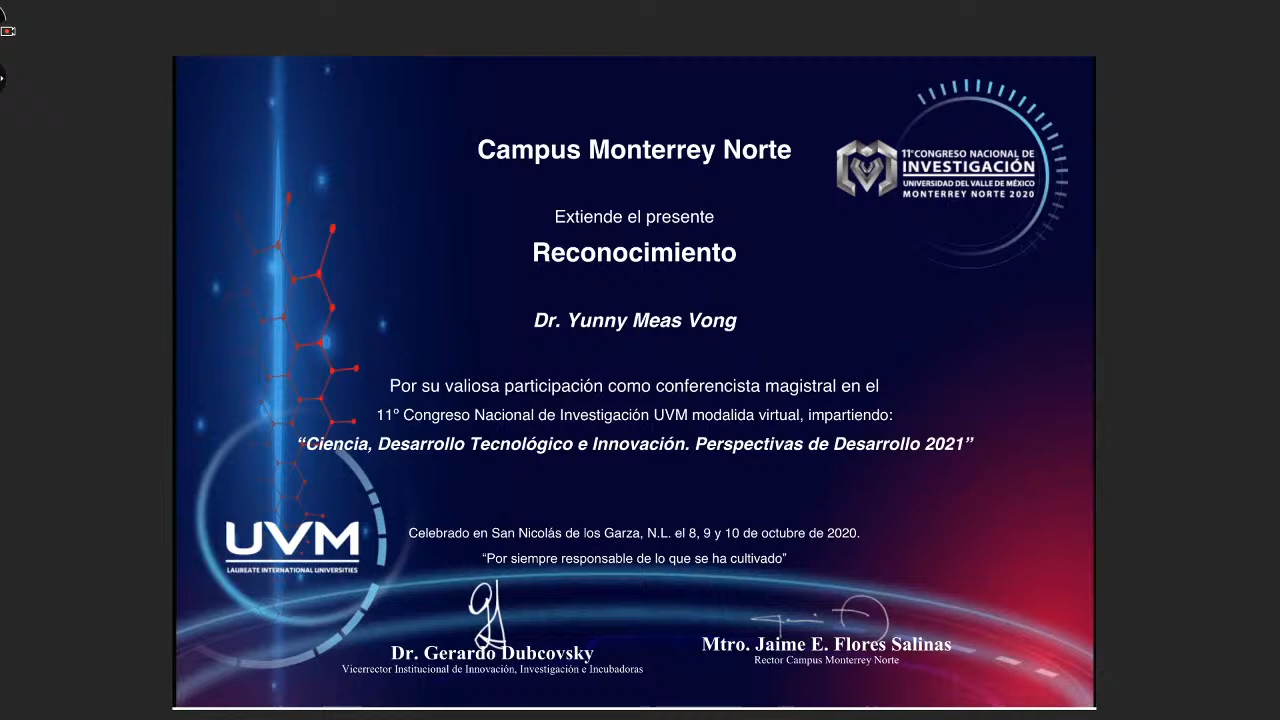 Campus Monterrey Norte
11°CONGRESO NACIONAL DE
INVESTIGACIÓN
UNIVERSIDAD DEL VALLE DE MÉXICO
MONTERREY NORTE 2020
Extiende el presente
Reconocimiento
Dr. Yunny Meas Vong
Por su valiosa participación como conferencista magistral en el
11º Congreso Nacional de Investigación UVM modalida virtual, impartiendo:
“Ciencia, Desarrollo Tecnológico e Innovación. Perspectivas de Desarrollo 2021”
UVM
LAUREATE INTERNATIONAL UNIVERSITIES
Celebrado en San Nicolás de los Garza, N.L. el 8, 9 y 10 de octubre de 2020.
“Por siempre responsable de lo que se ha cultivado”
Dr. Gerardo Dubcovsky
Vicerrector Institucional de Innovación, Investigación e Incubadoras
Mtro. Jaime E. Flores Salinas
Rector Campus Monterrey Norte